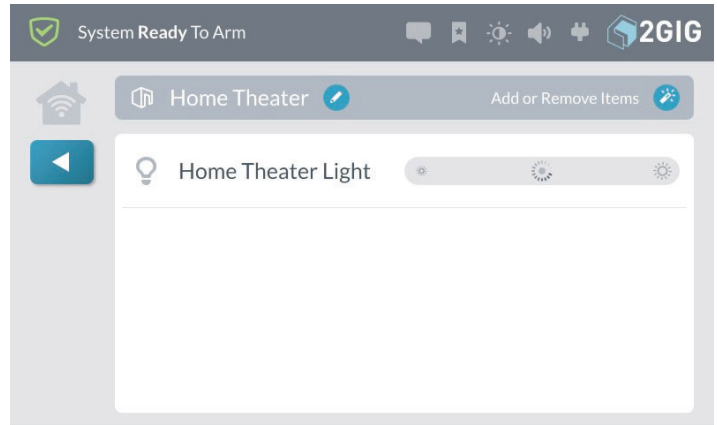 System Ready To Arm
2GIG
Home Theater
Add or Remove Items
Home Theater Light